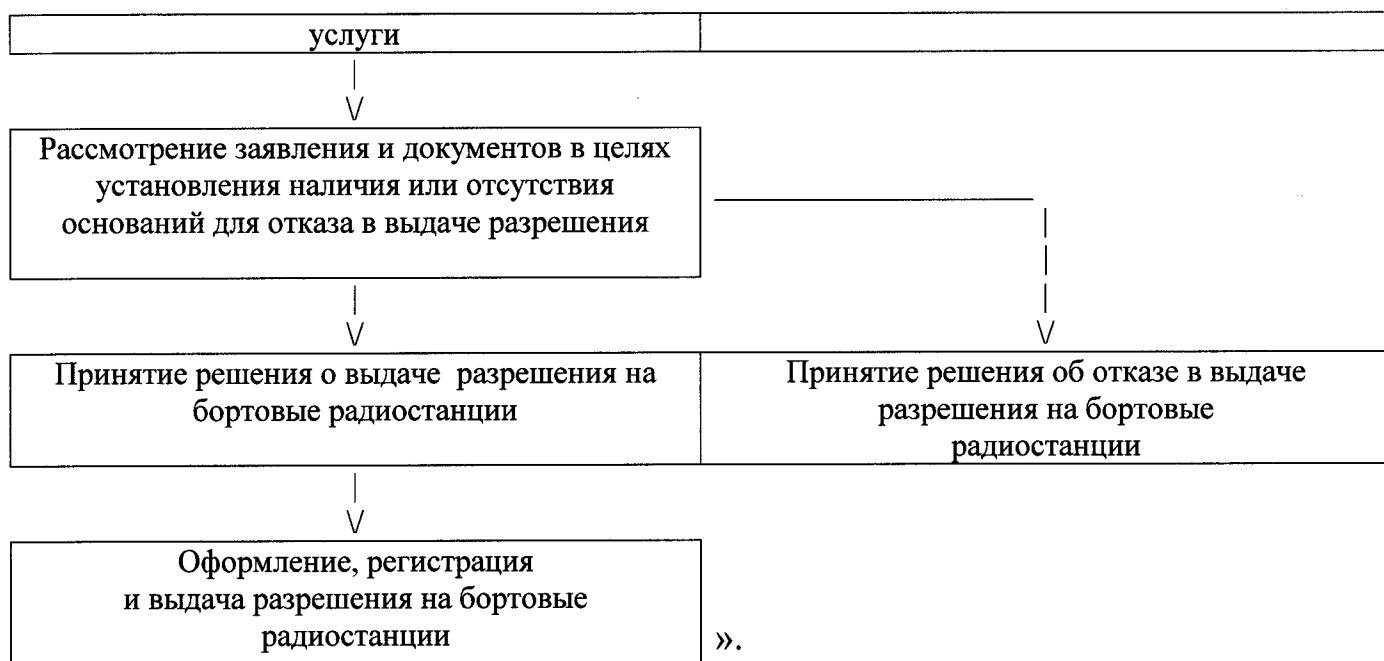 услуги
Рассмотрение заявления и документов в целях
установления наличия или отсутствия
оснований для отказа в выдаче разрешения
Принятие решения о выдаче разрешения на
бортовые радиостанции
Принятие решения об отказе в выдаче
разрешения на бортовые
радиостанции
Оформление, регистрация
и выдача разрешения на бортовые
радиостанции
».